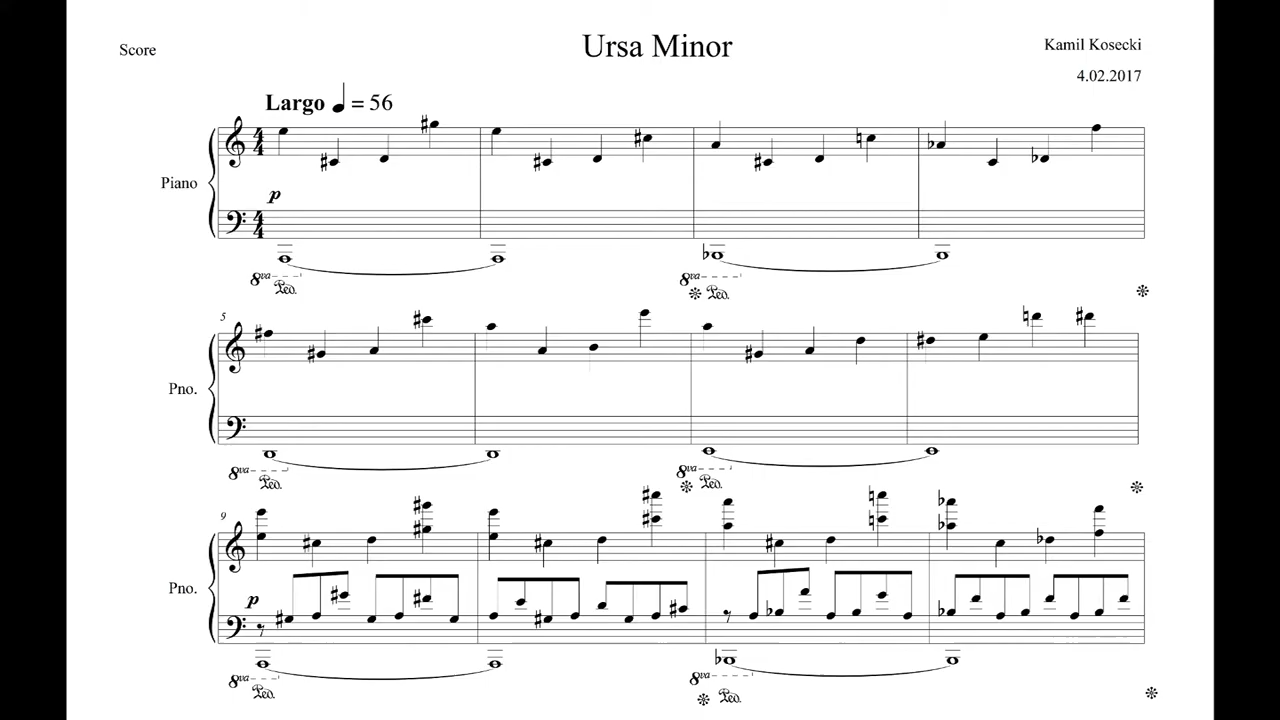 Score
Ursa Minor
Kamil Kosecki
4.02.2017
Largo ♩ = 56
Piano
p
8va
Ped.
8va
Ped.
5
Pno.
8va
Ped.
8va
Ped.
9
Pno.
p
8va
Ped.
8va
Ped.